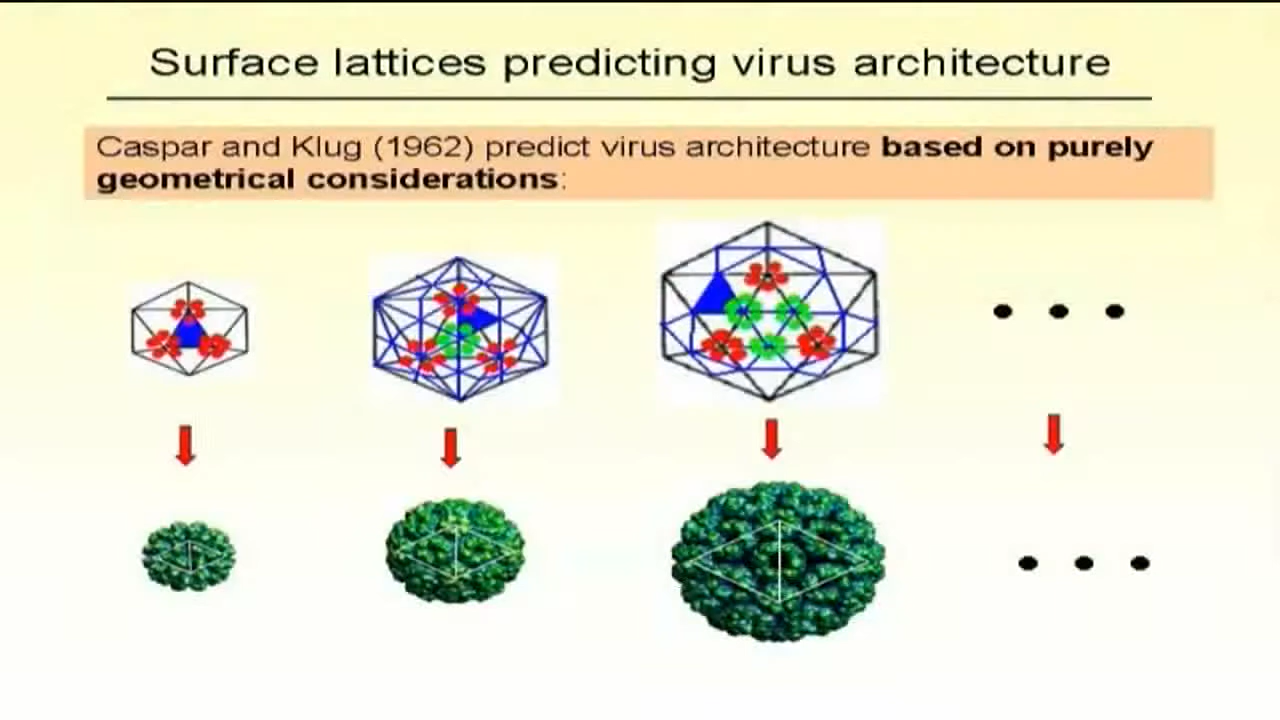 Surface lattices predicting virus architecture
Caspar and Klug (1962) predict virus architecture based on purely
geometrical considerations: